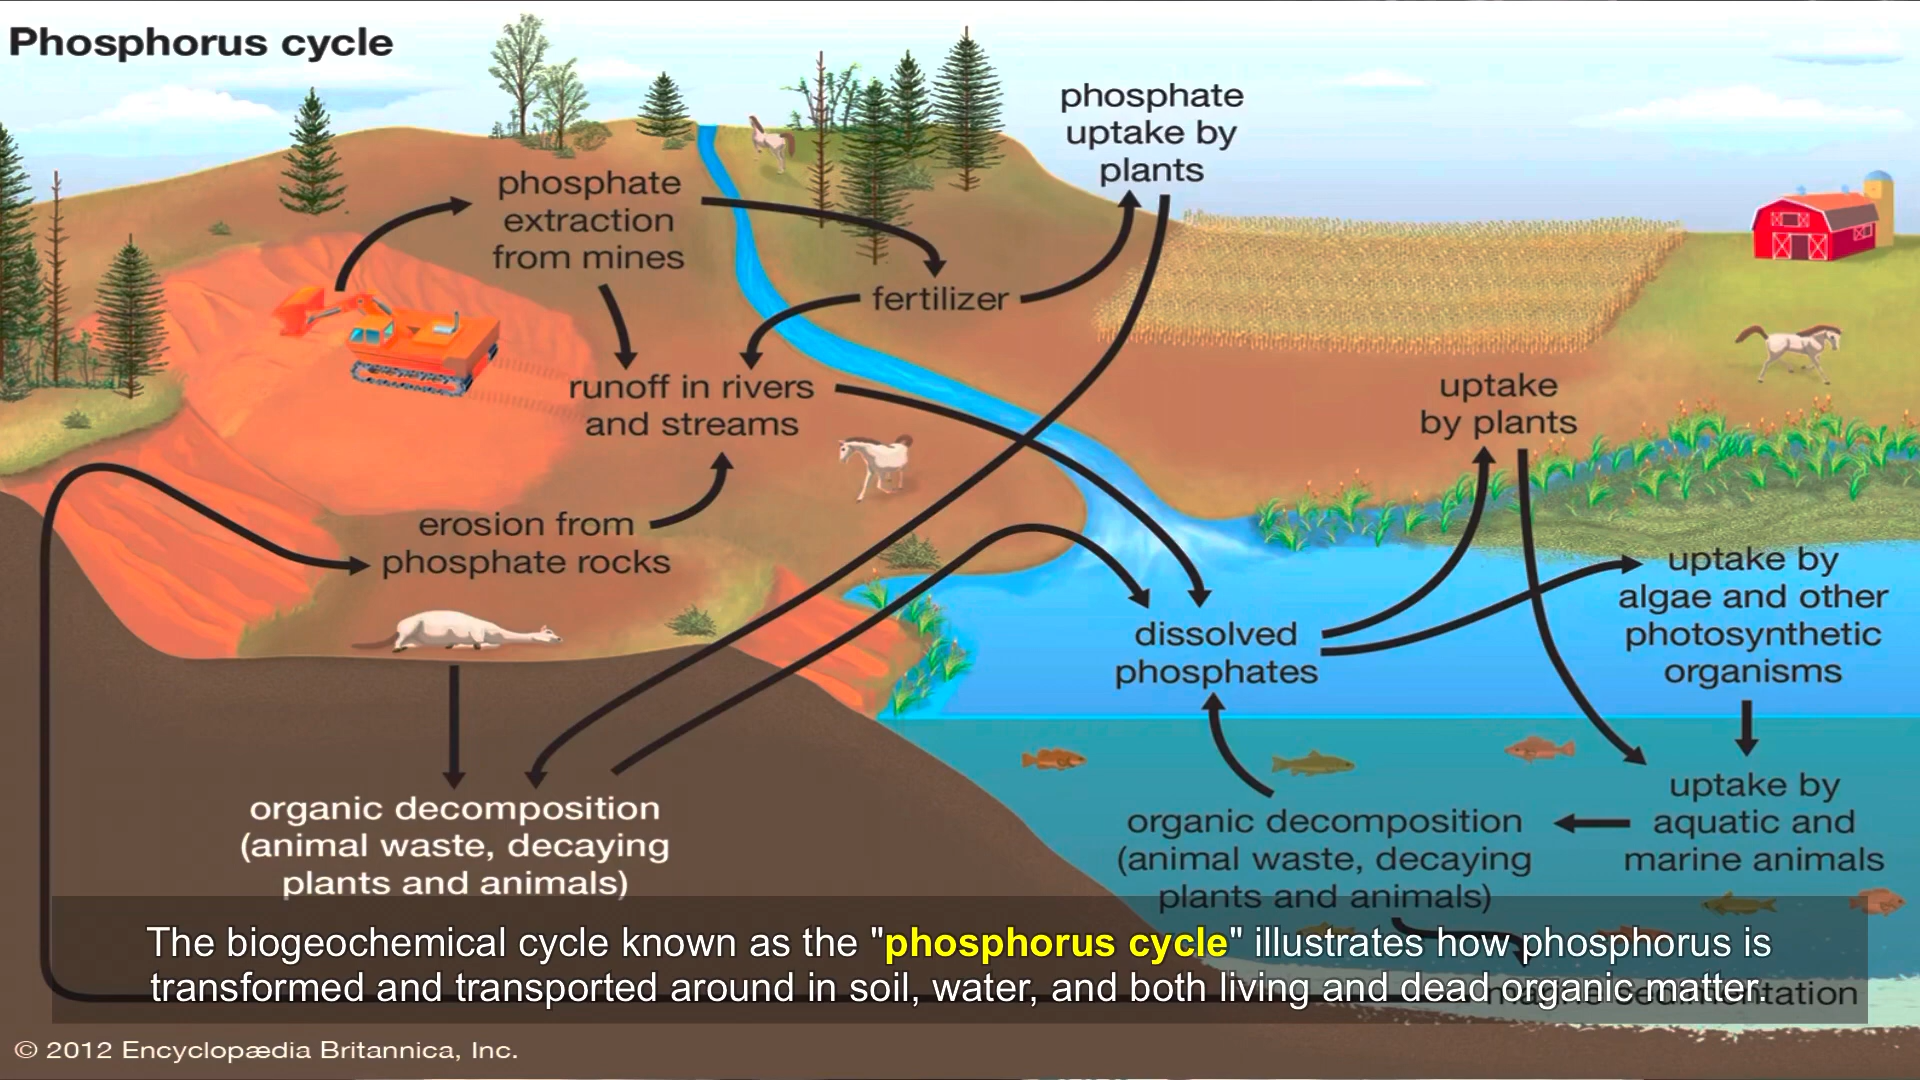 Phosphorus cycle
phosphate
uptake by
plants
phosphate
extraction
from mines
fertilizer
runoff in rivers
and streams
uptake
by plants
erosion from
phosphate rocks
uptake by
algae and other
photosynthetic
organisms
dissolved
phosphates
organic decomposition
(animal waste, decaying
plants and animals)
organic decomposition
(animal waste, decaying
plants and animals)
uptake by
aquatic and
marine animals
marine sedimentation
The biogeochemical cycle known as the "phosphorus cycle" illustrates how phosphorus is
transformed and transported around in soil, water, and both living and dead organic matter.
© 2012 Encyclopædia Britannica, Inc.